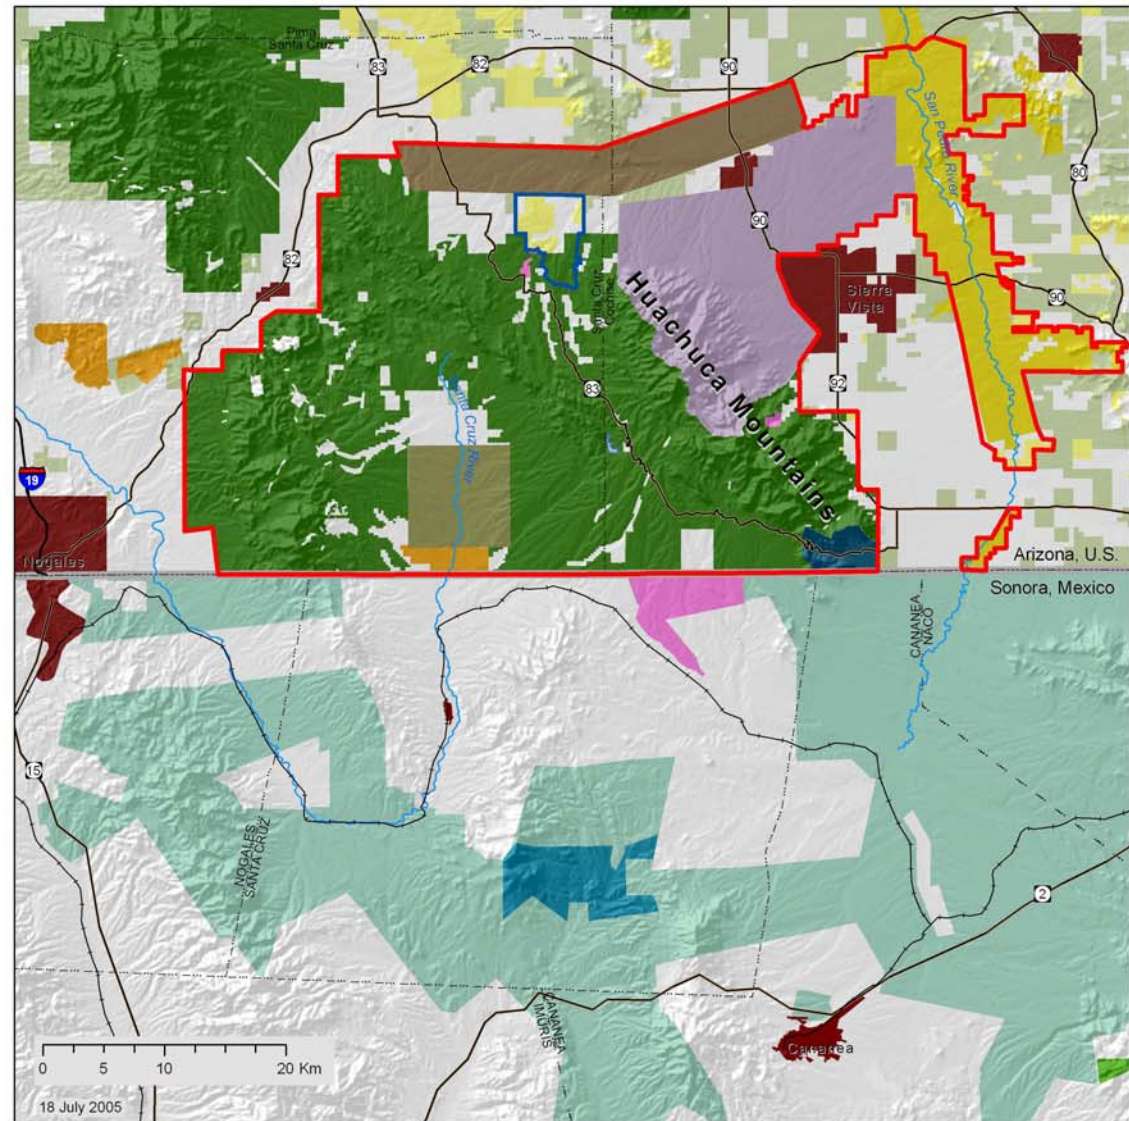 Pima
Santa Cruz
83
82
90
80
San Pedro River
82
90
Santa Cruz
Cochise
Sierra
Vista
90
Huachuca Mountains
Santa Cruz River
83
92
19
Nogales
Arizona, U.S.
Sonora, Mexico
CANANEA
NACO
15
NOGALES
SANTA CRUZ
2
CANANEA
IMURIS
Cananea
0 5 10 20 Km
18 July 2005